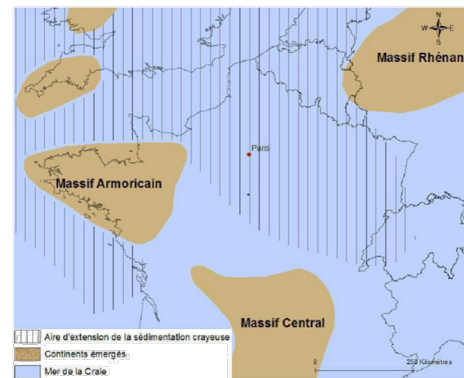 N
W E
S
Massif Rhénan
Paris
Massif Armoricain
Massif Central
Aire d'extension de la sédimentation crayeuse
Continents émergés
Mer de la Craie
0 250 Kilomètres